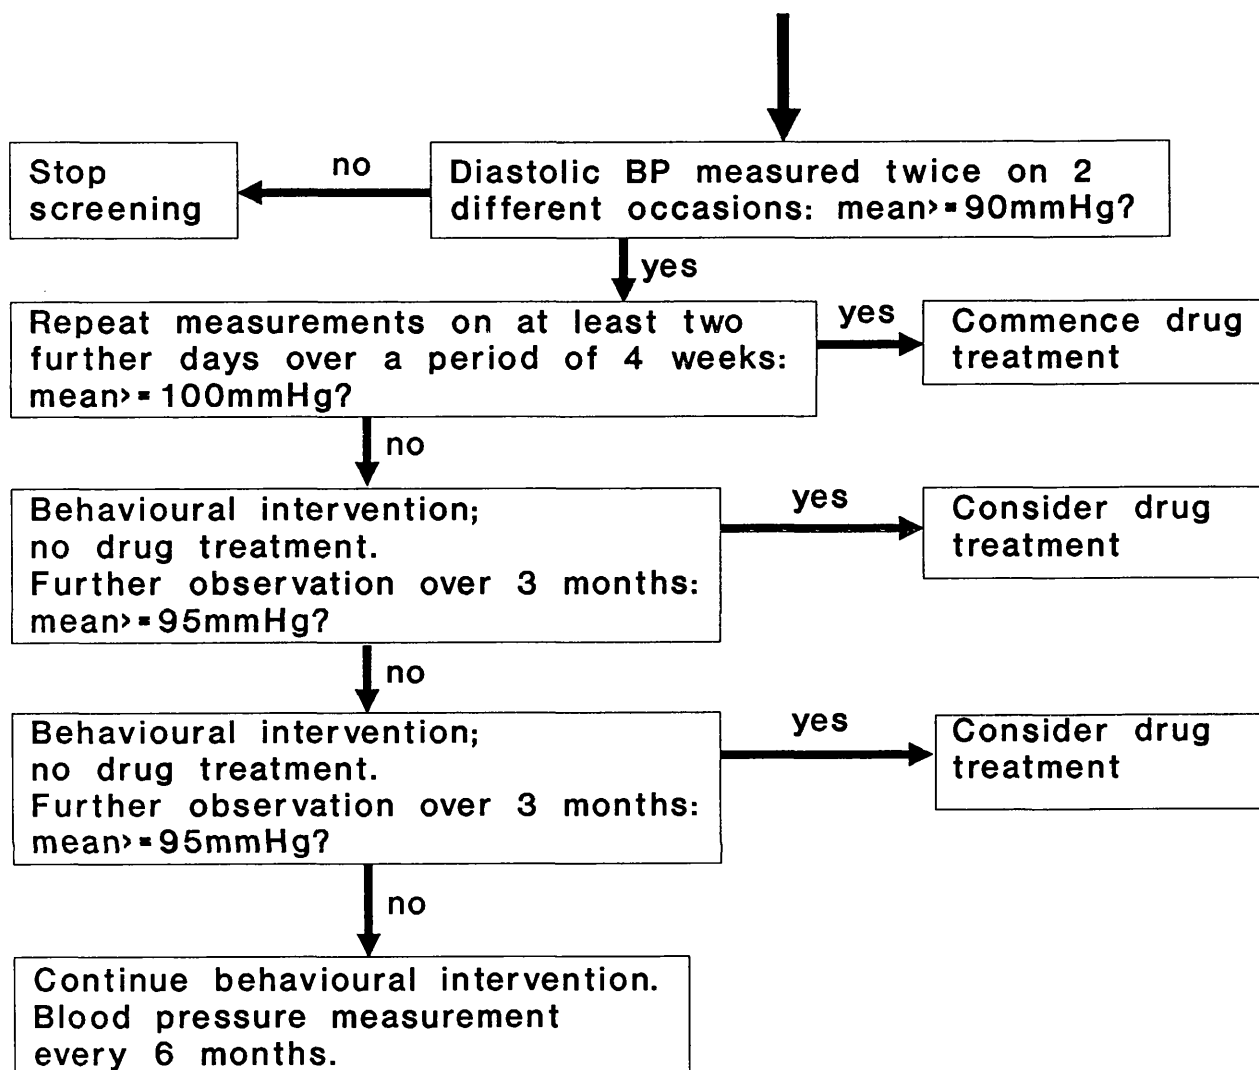 Stop
screening
no
Diastolic BP measured twice on 2
different occasions: mean>=90mmHg?
yes
Repeat measurements on at least two
further days over a period of 4 weeks:
mean>=100mmHg?
yes
Commence drug
treatment
no
Behavioural intervention;
no drug treatment.
Further observation over 3 months:
mean>=95mmHg?
yes
Consider drug
treatment
no
Behavioural intervention;
no drug treatment.
Further observation over 3 months:
mean>=95mmHg?
yes
Consider drug
treatment
no
Continue behavioural intervention.
Blood pressure measurement
every 6 months.